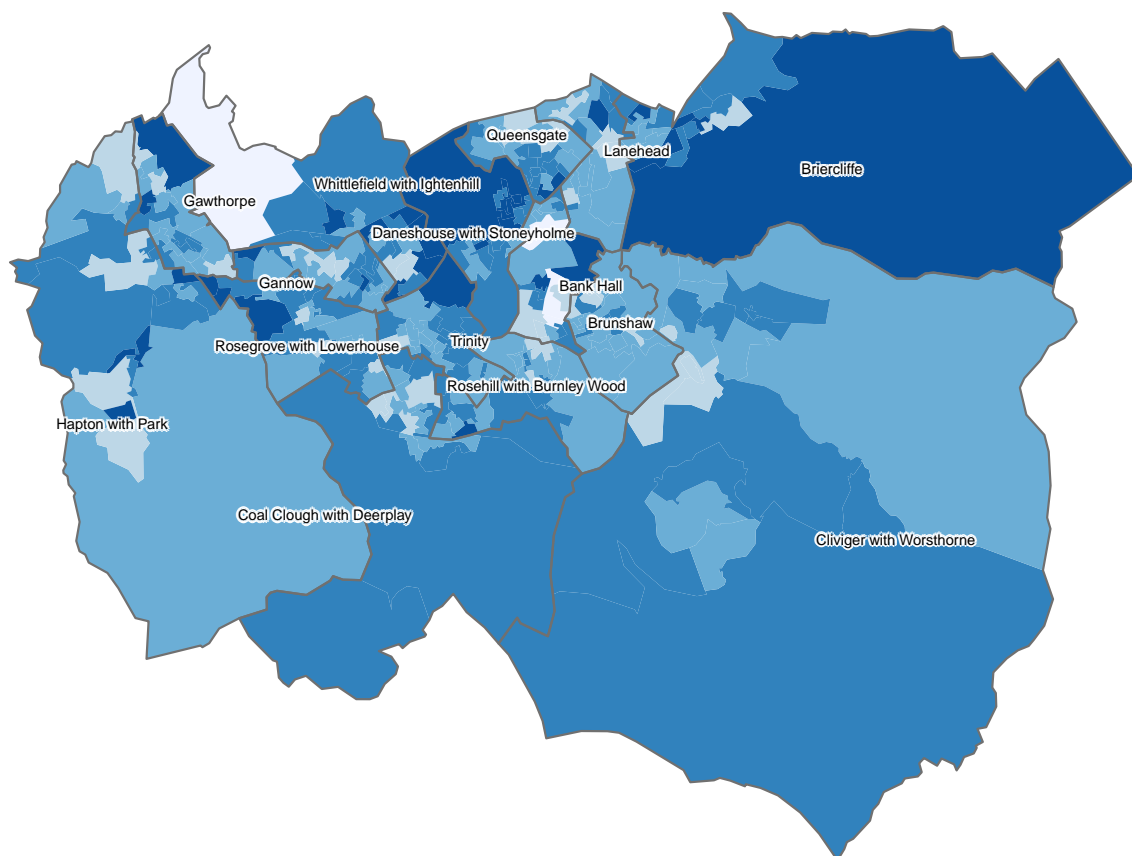 Queensgate
Lanehead
Briercliffe
Whittlefield with Ightenhill
Gawthorpe
Daneshouse with Stoneyholme
Gannow
Bank Hall
Brunshaw
Rosegrove with Lowerhouse
Trinity
Rosehill with Burnley Wood
Hapton with Park
Coal Clough with Deerplay
Cliviger with Worsthorne